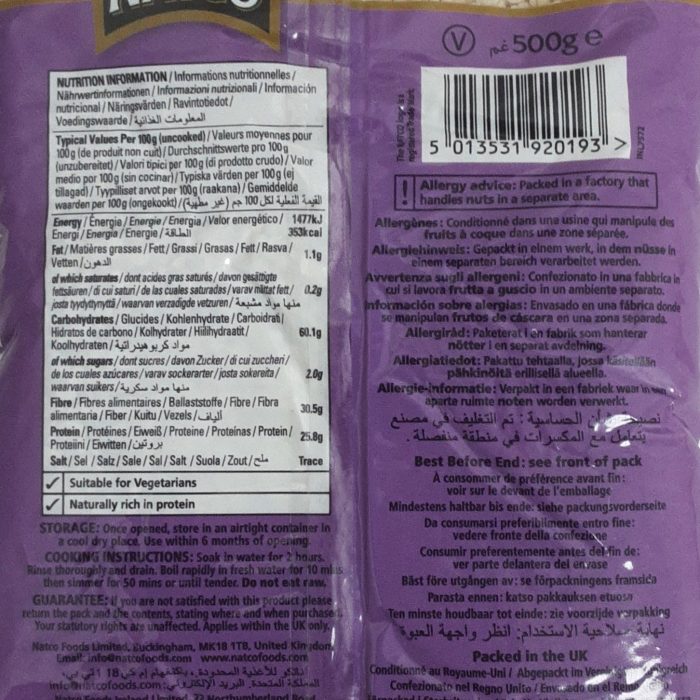 V غم 500g e
NUTRITION INFORMATION / Informations nutritionnelles /
Nährwertinformationen / Informazioni nutrizionali / Información
nutricional / Näringsvärden / Ravintotiedot /
Voedingswaarde / المعلومات الغذائية
Typical Values Per 100g (uncooked) / Valeurs moyennes pour
100g (de produit non cuit) / Durchschnittswerte pro 100g
(unzubereitet) / Valori tipici per 100g (di prodotto crudo) / Valor
medio por 100g (sin cocinar) / Typiska värden per 100g (ej
tillagad) / Tyypilliset arvot per 100g (raakana) / Gemiddelde
waarden per 100g (ongekookt) / القيمة الفعلية لكل 100 جم (غير مطهية)
Energy / Énergie / Energie / Energia / Valor energético / 1477kJ
Energi / Energia / Energie / الطاقة 353kcal
Fat / Matières grasses / Fett / Grassi / Grasas / Fett / Rasva /
Vetten / الدهون 1.1g
of which saturates / dont acides gras saturés / davon gesättigte
fettsäuren / di cui saturi / de las cuales saturadas / varav mättat fett /
josta tyydyttynyttä / waarvan verzadigde vetzuren / منها مواد مشبعة 0.2g
Carbohydrates / Glucides / Kohlenhydrate / Carboidrati /
Hidratos de carbono / Kolhydrater / Hiilihydraatit / 60.1g
Koolhydraten / مواد كربوهيدراتية
of which sugars / dont sucres / davon Zucker / di cui zuccheri /
de los cuales azúcares / varav sockerarter / josta sokereita / 2.0g
waarvan suikers / منها مواد سكرية
Fibre / Fibres alimentaires / Ballaststoffe / Fibre / Fibra
alimentaria / Fiber / Kuitu / Vezels / ألياف 30.5g
Protein / Protéines / Eiweiß / Proteine / Proteínas / Protein /
Proteiini / Eiwitten / بروتين 25.8g
Salt / Sel / Salz / Sale / Sal / Salt / Suola / Zout / ملح Trace
✓ Suitable for Vegetarians
✓ Naturally rich in protein
STORAGE: Once opened, store in an airtight container in
a cool dry place. Use within 6 months of opening.
COOKING INSTRUCTIONS: Soak in water for 2 hours.
Rinse thoroughly and drain. Boil rapidly in fresh water for 10 mins
then simmer for 50 mins or until tender. Do not eat raw.
GUARANTEE: If you are not satisfied with this product please
return the pack and the contents, stating where and when purchased.
Your statutory rights are unaffected. Applies within the UK only.
Natco Foods Limited, Buckingham, MK18 1TB, United Kingdom.
Email: info@natcofoods.com www.natcofoods.com
The NATCO logo is a
registered Trade Mark
5 013531 920193 >
Allergy advice: Packed in a factory that
handles nuts in a separate area.
Allergènes : Conditionné dans une usine qui manipule des
fruits à coque dans une zone séparée.
Allergiehinweis: Gepackt in einem werk, in dem nüsse in
einem separaten bereich verarbeitet werden.
Avvertenza sugli allergeni: Confezionato in una fabbrica in
cui si lavora frutta a guscio in un ambiente separato.
Información sobre alergias: Envasado en una fábrica donde
se manipulan frutos de cáscara en una zona separada.
Allergiråd: Paketerat i en fabrik som hanterar
nötter i en separat avdelning.
Allergiatiedot: Pakattu tehtaalla, jossa käsitellään
pähkinöitä erillisellä alueella.
Allergie-informatie: Verpakt in een fabriek waar in een
aparte ruimte noten worden verwerkt.
الحساسية : تم التغليف في مصنع
يتعامل مع المكسرات في منطقة منفصلة .
Best Before End: see front of pack
À consommer de préférence avant fin :
voir sur le devant de l'emballage
Mindestens haltbar bis ende: siehe packungsvorderseite
Da consumarsi preferibilmente entro fine:
vedere fronte della confezione
Consumir preferentemente antes del fin de:
ver parte delantera del envase
Bäst före utgången av: se förpackningens framsida
Parasta ennen: katso pakkauksen etuosa
Ten minste houdbaar tot einde: zie voorzijde verpakking
نهاية صلاحية الاستخدام: انظر واجهة العبوة
Packed in the UK
Conditionné au Royaume-Uni / Abgepackt im
Confezionato nel Regno Unito / Envasado en el